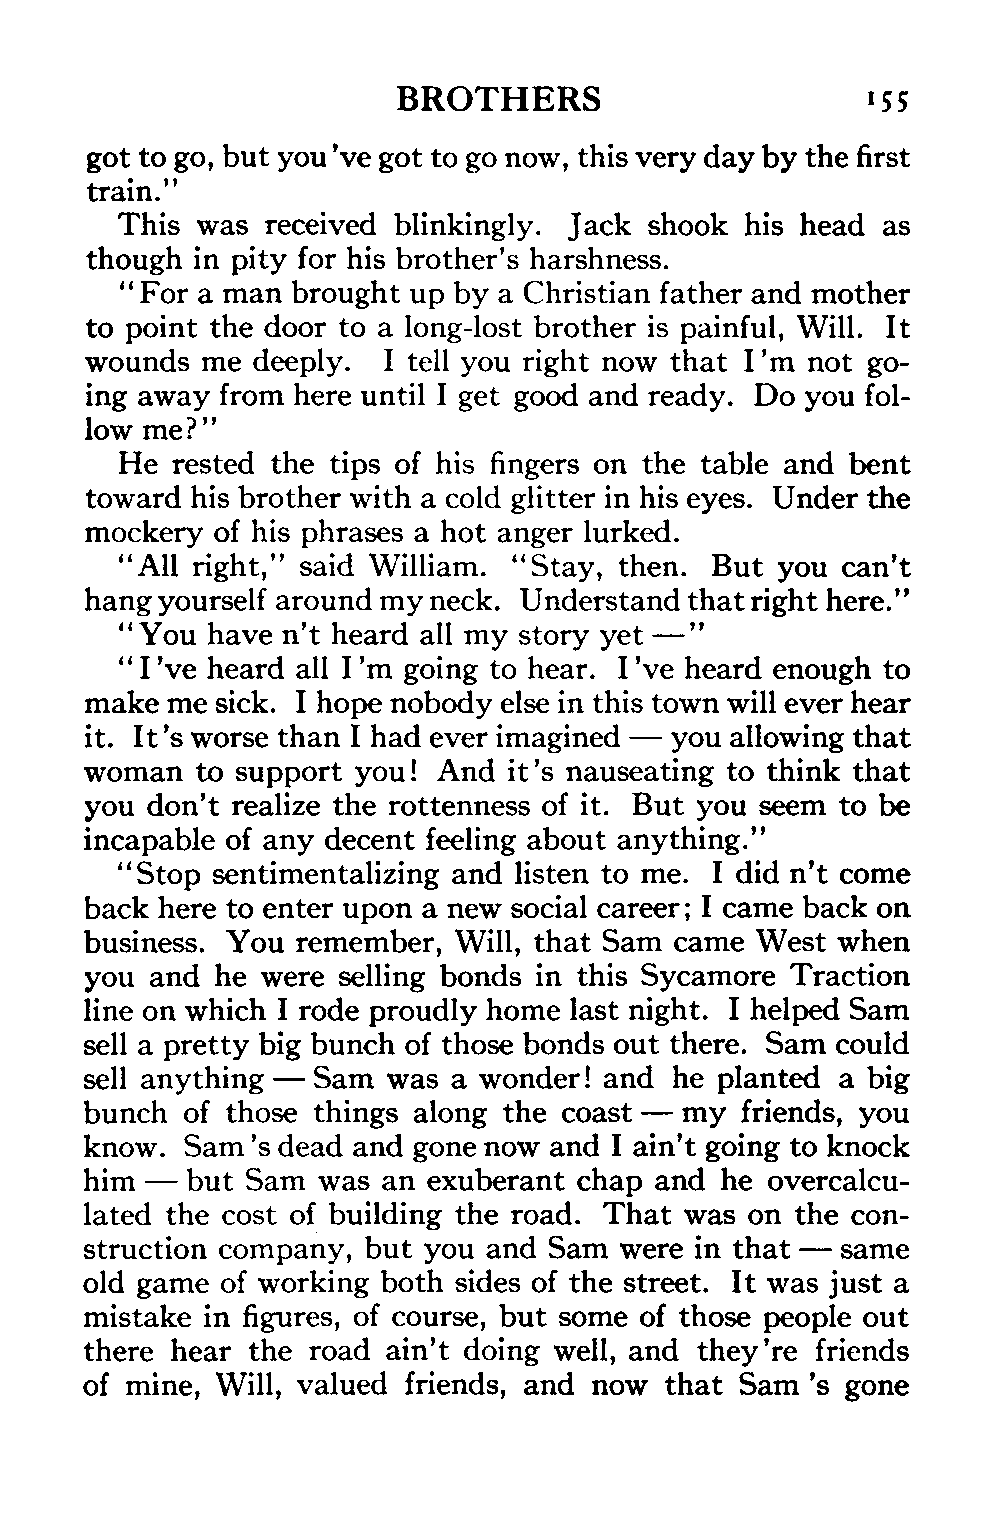 BROTHERS 155
got to go, but you 've got to go now, this very day by the first
train."
This was received blinkingly. Jack shook his head as
though in pity for his brother's harshness.
"For a man brought up by a Christian father and mother
to point the door to a long-lost brother is painful, Will. It
wounds me deeply. I tell you right now that I 'm not go-
ing away from here until I get good and ready. Do you fol-
low me?"
He rested the tips of his fingers on the table and bent
toward his brother with a cold glitter in his eyes. Under the
mockery of his phrases a hot anger lurked.
"All right," said William. "Stay, then. But you can't
hang yourself around my neck. Understand that right here."
"You have n't heard all my story yet —"
"I 've heard all I 'm going to hear. I 've heard enough to
make me sick. I hope nobody else in this town will ever hear
it. It 's worse than I had ever imagined — you allowing that
woman to support you! And it 's nauseating to think that
you don't realize the rottenness of it. But you seem to be
incapable of any decent feeling about anything."
"Stop sentimentalizing and listen to me. I did n't come
back here to enter upon a new social career; I came back on
business. You remember, Will, that Sam came West when
you and he were selling bonds in this Sycamore Traction
line on which I rode proudly home last night. I helped Sam
sell a pretty big bunch of those bonds out there. Sam could
sell anything — Sam was a wonder! and he planted a big
bunch of those things along the coast — my friends, you
know. Sam 's dead and gone now and I ain't going to knock
him — but Sam was an exuberant chap and he overcalcu-
lated the cost of building the road. That was on the con-
struction company, but you and Sam were in that — same
old game of working both sides of the street. It was just a
mistake in figures, of course, but some of those people out
there hear the road ain't doing well, and they 're friends
of mine, Will, valued friends, and now that Sam 's gone